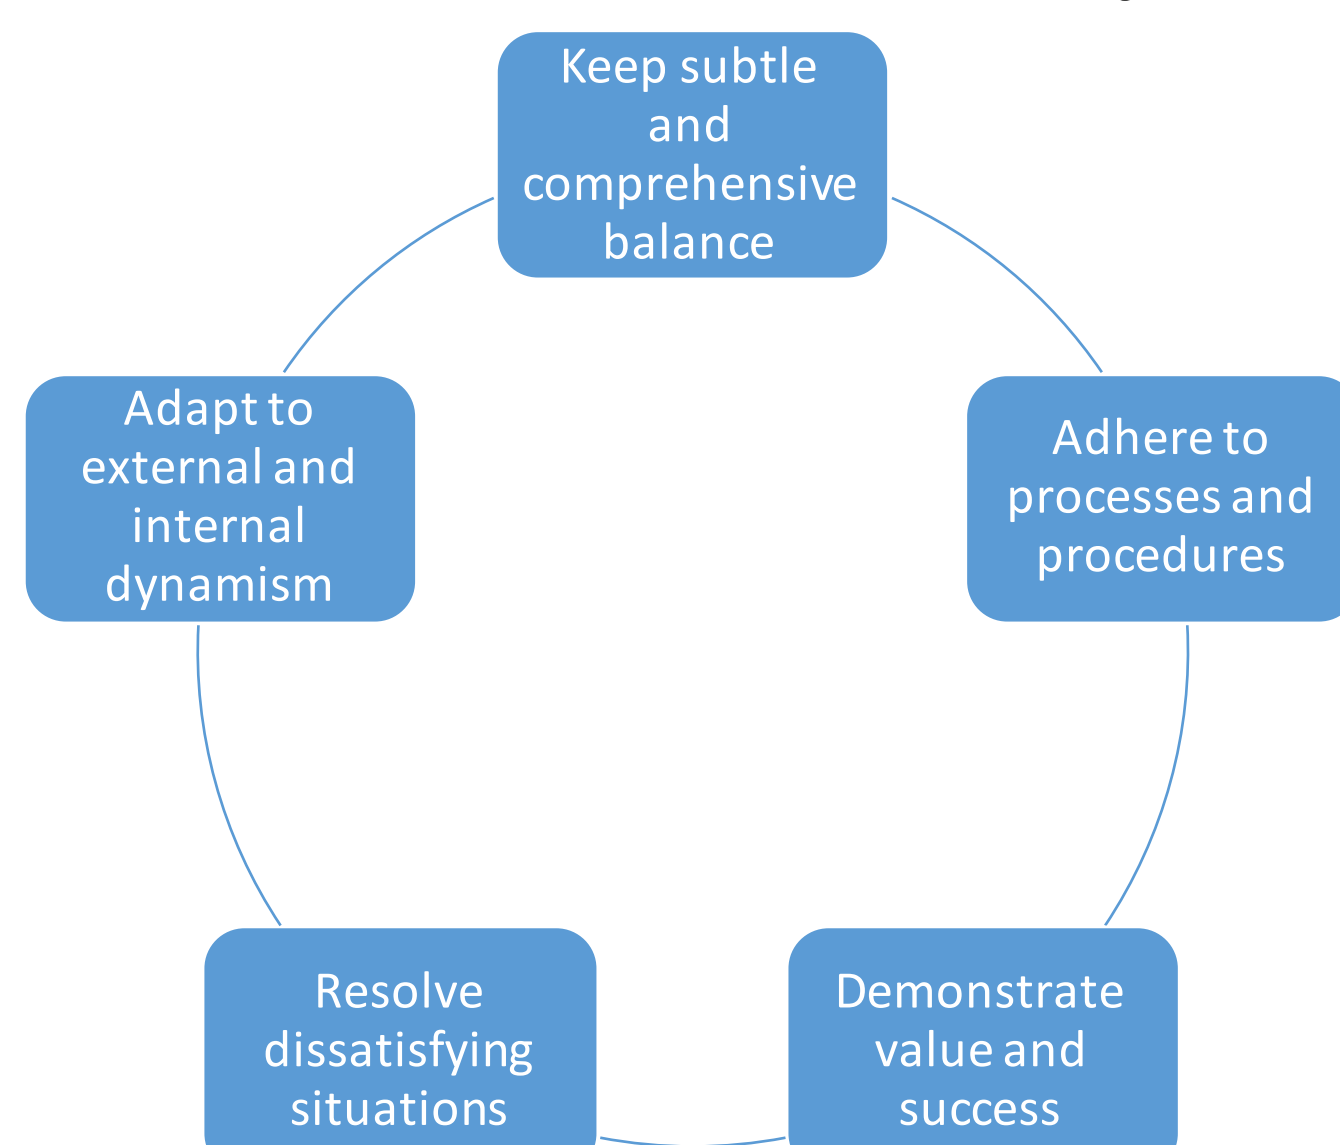 Keep subtle
and
comprehensive
balance
Adhere to
processes and
procedures
Demonstrate
value and
success
Resolve
dissatisfying
situations
Adapt to
external and
internal
dynamism